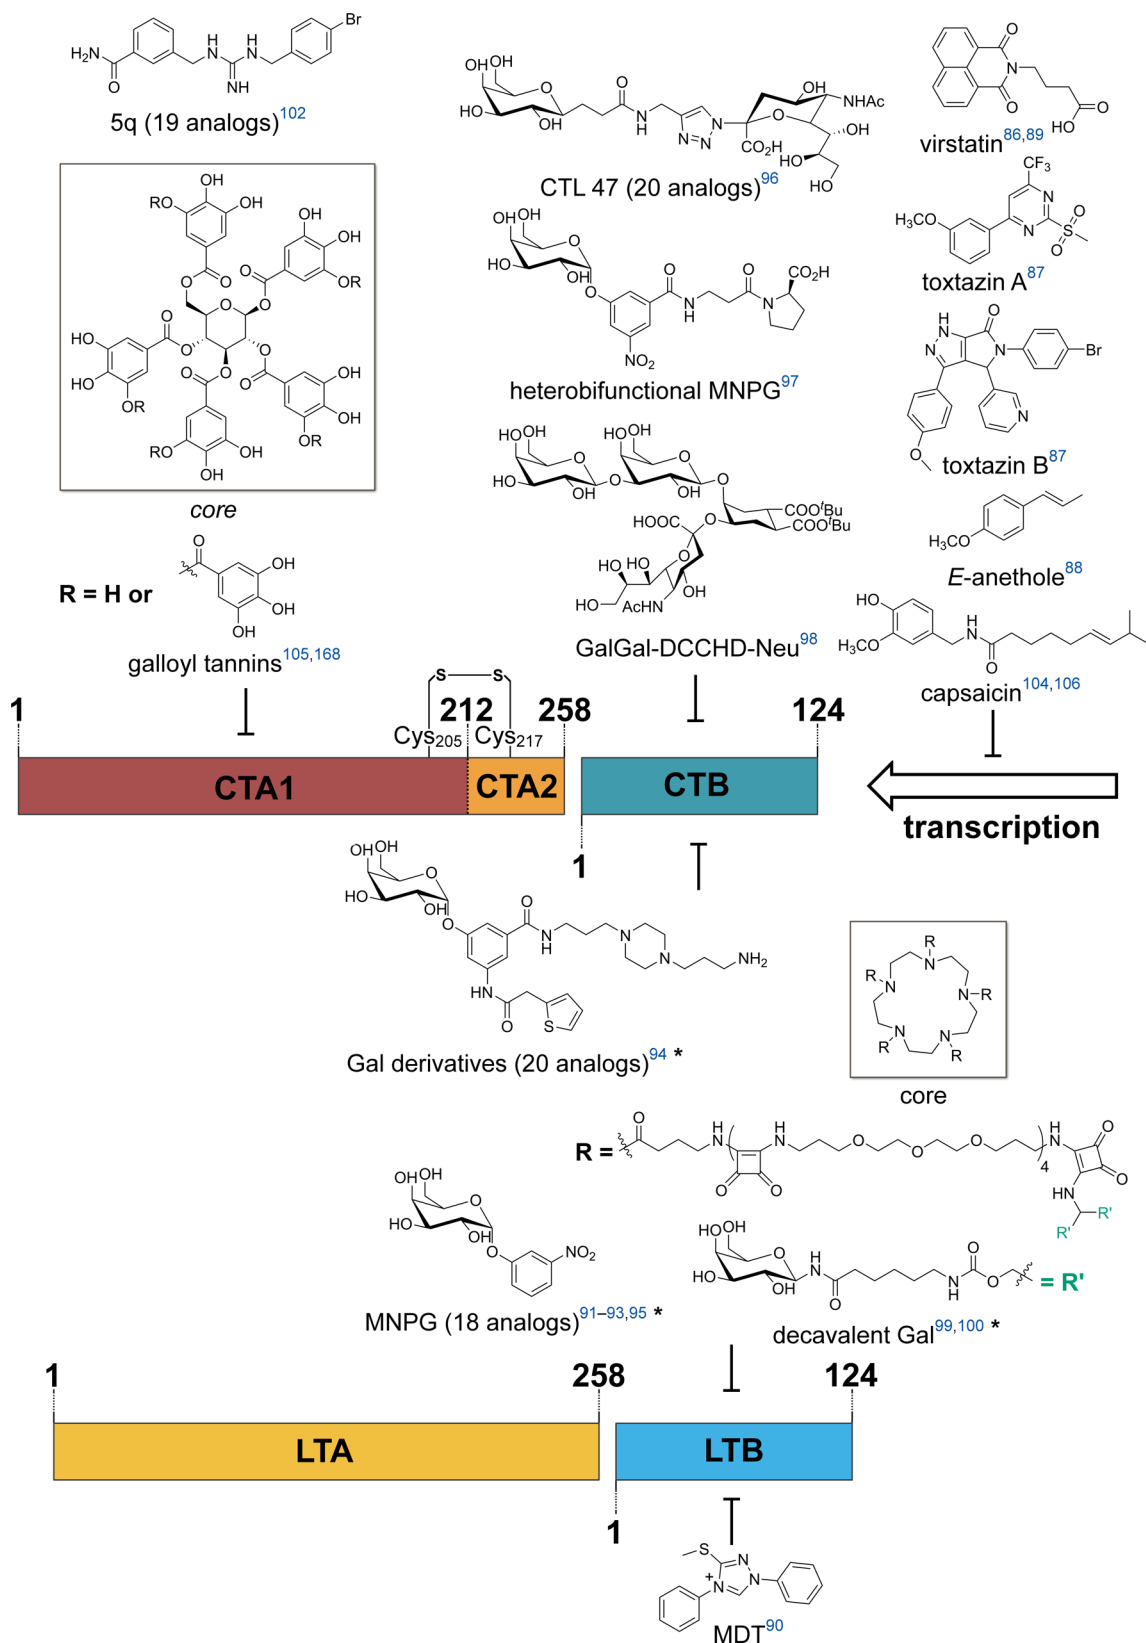 5q (19 analogs)102
CTL 47 (20 analogs)96
virstatin86,89
toxtazin A87
heterobifunctional MNPG97
toxtazin B87
core
R = H or
galloyl tannins105,168
GalGal-DCCHD-Neu98
E-anethole88
capsaicin104,106
S S
1 212 258 124
Cys205 Cys217
CTA1 CTA2 CTB
transcription
1
Gal derivatives (20 analogs)94 *
core
R =
4
MNPG (18 analogs)91–93,95 *
= R'
decavalent Gal99,100 *
1 258 124
LTA LTB
1
MDT90